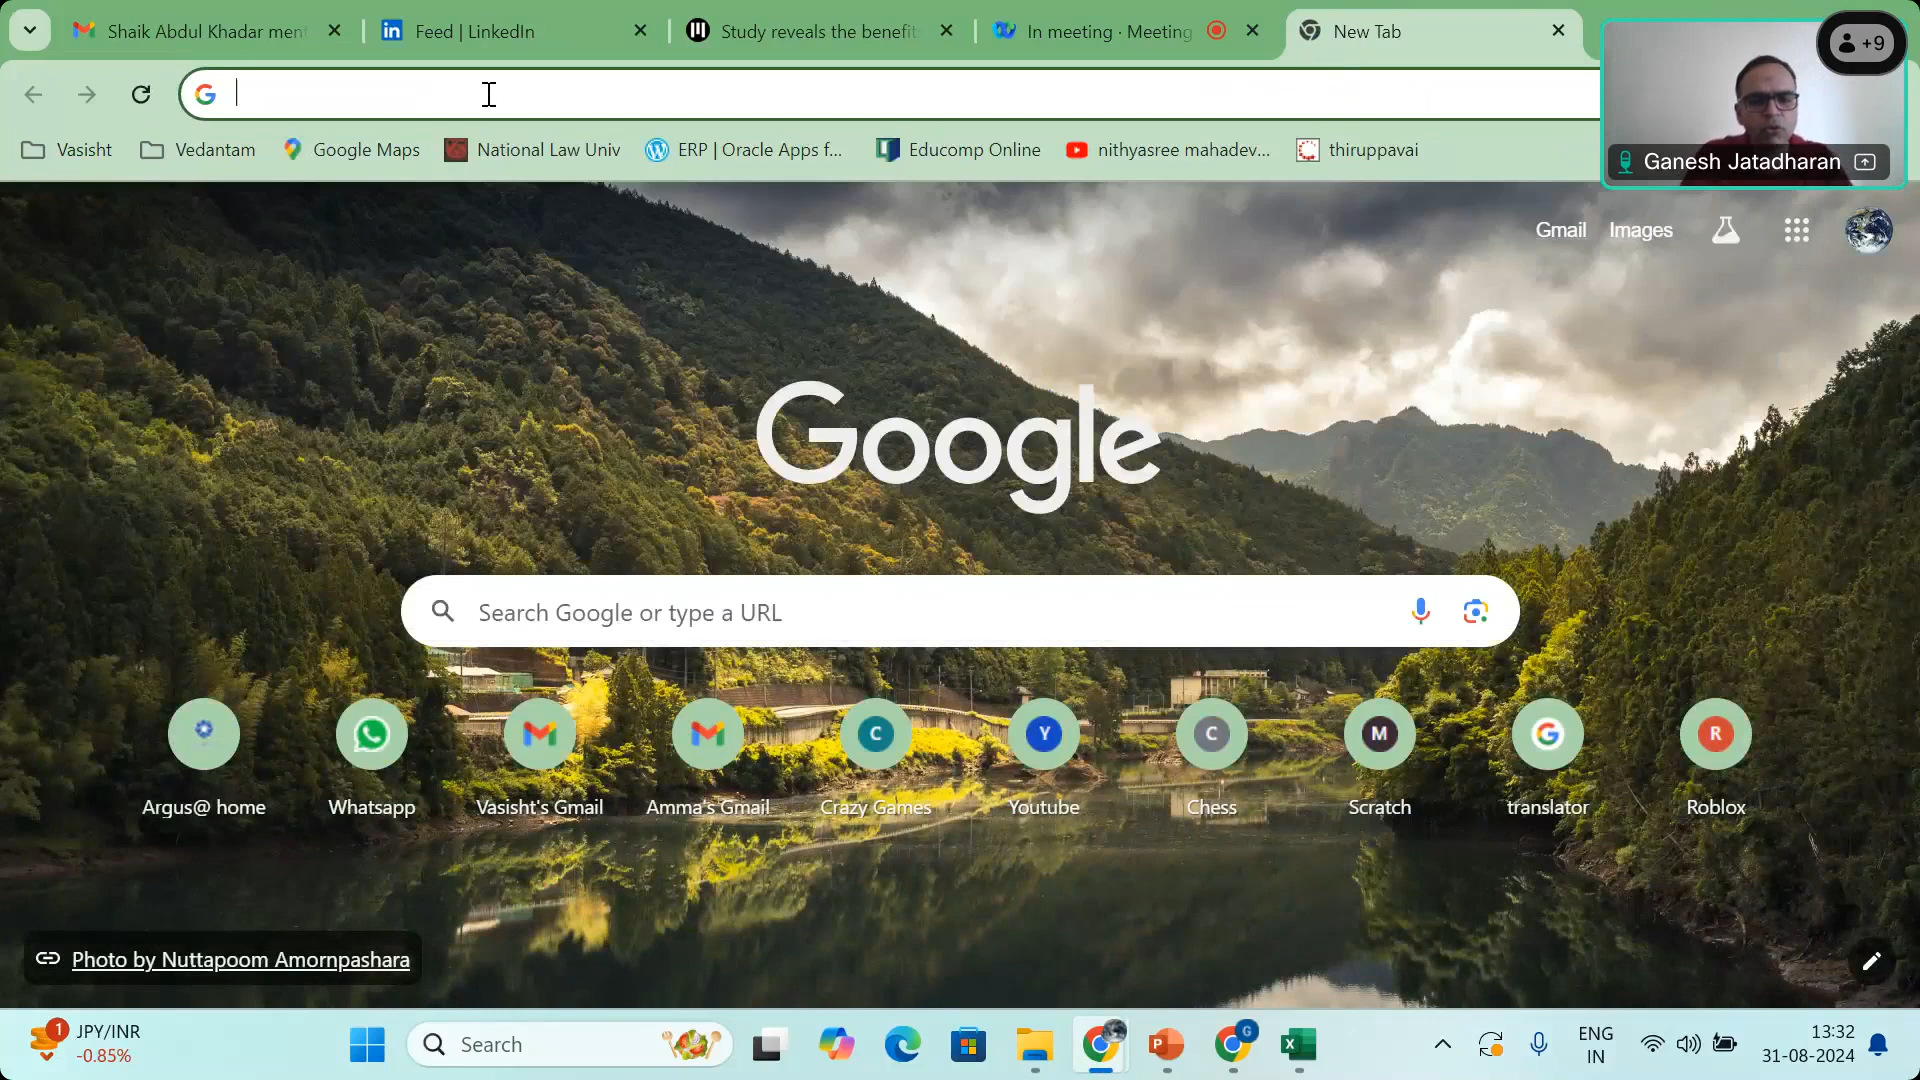 Shaik Abdul Khadar men
Feed | LinkedIn
Study reveals the benefit
In meeting · Meeting
New Tab
+9
Vasisht
Vedantam
Google Maps
National Law Univ
ERP | Oracle Apps f...
Educomp Online
nithyasree mahadev...
thiruppavai
Ganesh Jatadharan
Gmail
Images
Google
Search Google or type a URL
C
Y
C
M
R
Argus@ home
Whatsapp
Vasisht's Gmail
Amma's Gmail
Crazy Games
Youtube
Chess
Scratch
translator
Roblox
Photo by Nuttapoom Amornpashara
1
JPY/INR
-0.85%
Search
P
G
X
ENG
IN
13:32
31-08-2024